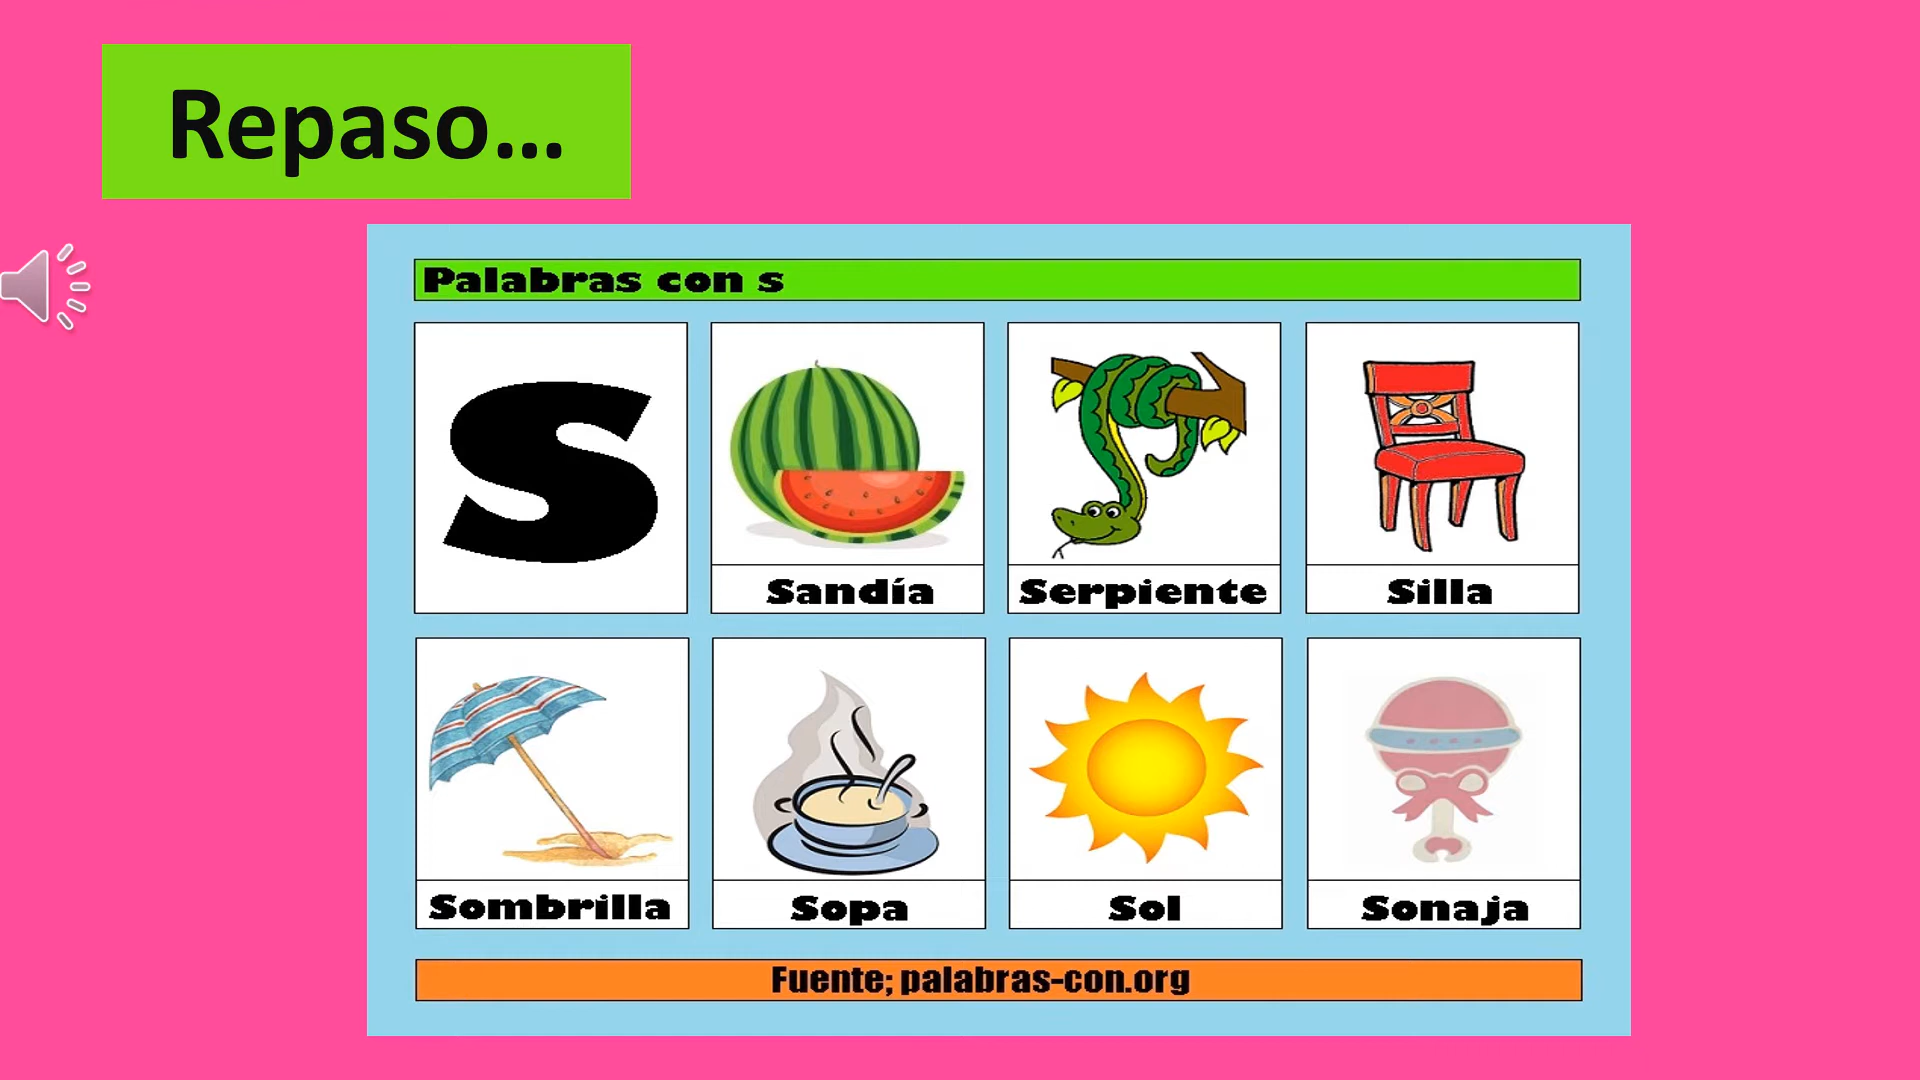 Repaso...
Palabras con s
S
Sandía
Serpiente
Silla
Sombrilla
Sopa
Sol
Sonaja
Fuente; palabras-con.org